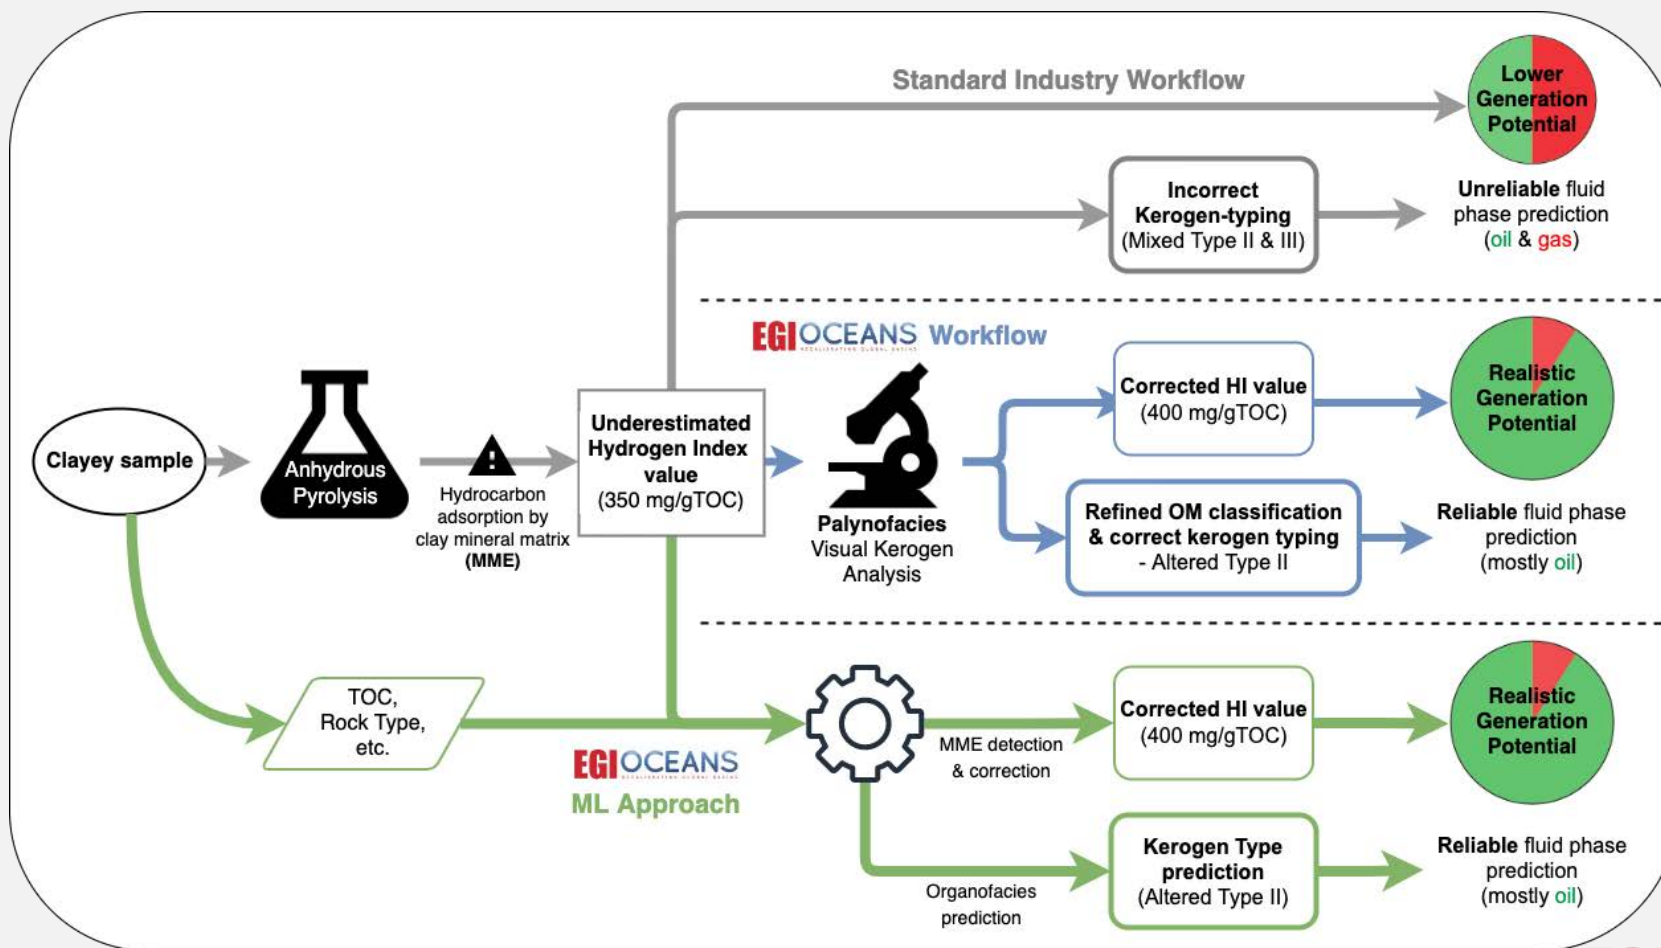 Standard Industry Workflow
Lower
Generation
Potential
Incorrect
Kerogen-typing
(Mixed Type II & III)
Unreliable fluid
phase prediction
(oil & gas)
EGI OCEANS Workflow
Clayey sample
Anhydrous
Pyrolysis
!
Hydrocarbon
adsorption by
clay mineral matrix
(MME)
Underestimated
Hydrogen Index
value
(350 mg/gTOC)
Palynofacies
Visual Kerogen
Analysis
Corrected HI value
(400 mg/gTOC)
Realistic
Generation
Potential
Refined OM classification
& correct kerogen typing
- Altered Type II
Reliable fluid phase
prediction
(mostly oil)
TOC,
Rock Type,
etc.
EGI OCEANS
ML Approach
MME detection
& correction
Corrected HI value
(400 mg/gTOC)
Realistic
Generation
Potential
Organofacies
prediction
Kerogen Type
prediction
(Altered Type II)
Reliable fluid phase
prediction
(mostly oil)